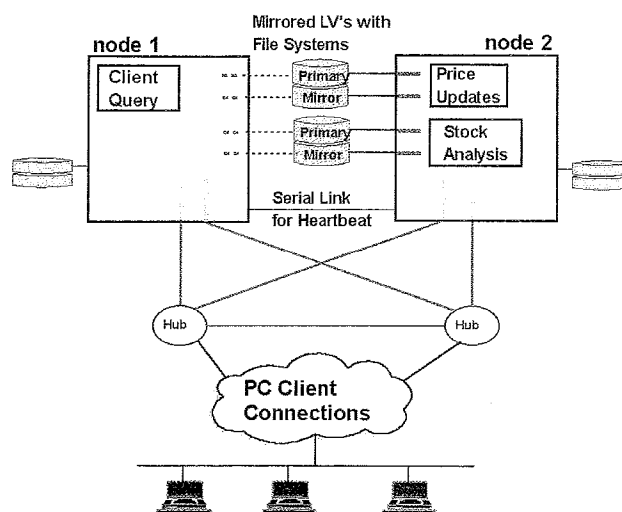 Mirrored LV's with
File Systems
node 1
node 2
Client
Query
Primary
Mirror
Primary
Mirror
Price
Updates
Stock
Analysis
Serial Link
for Heartbeat
Hub
Hub
PC Client
Connections